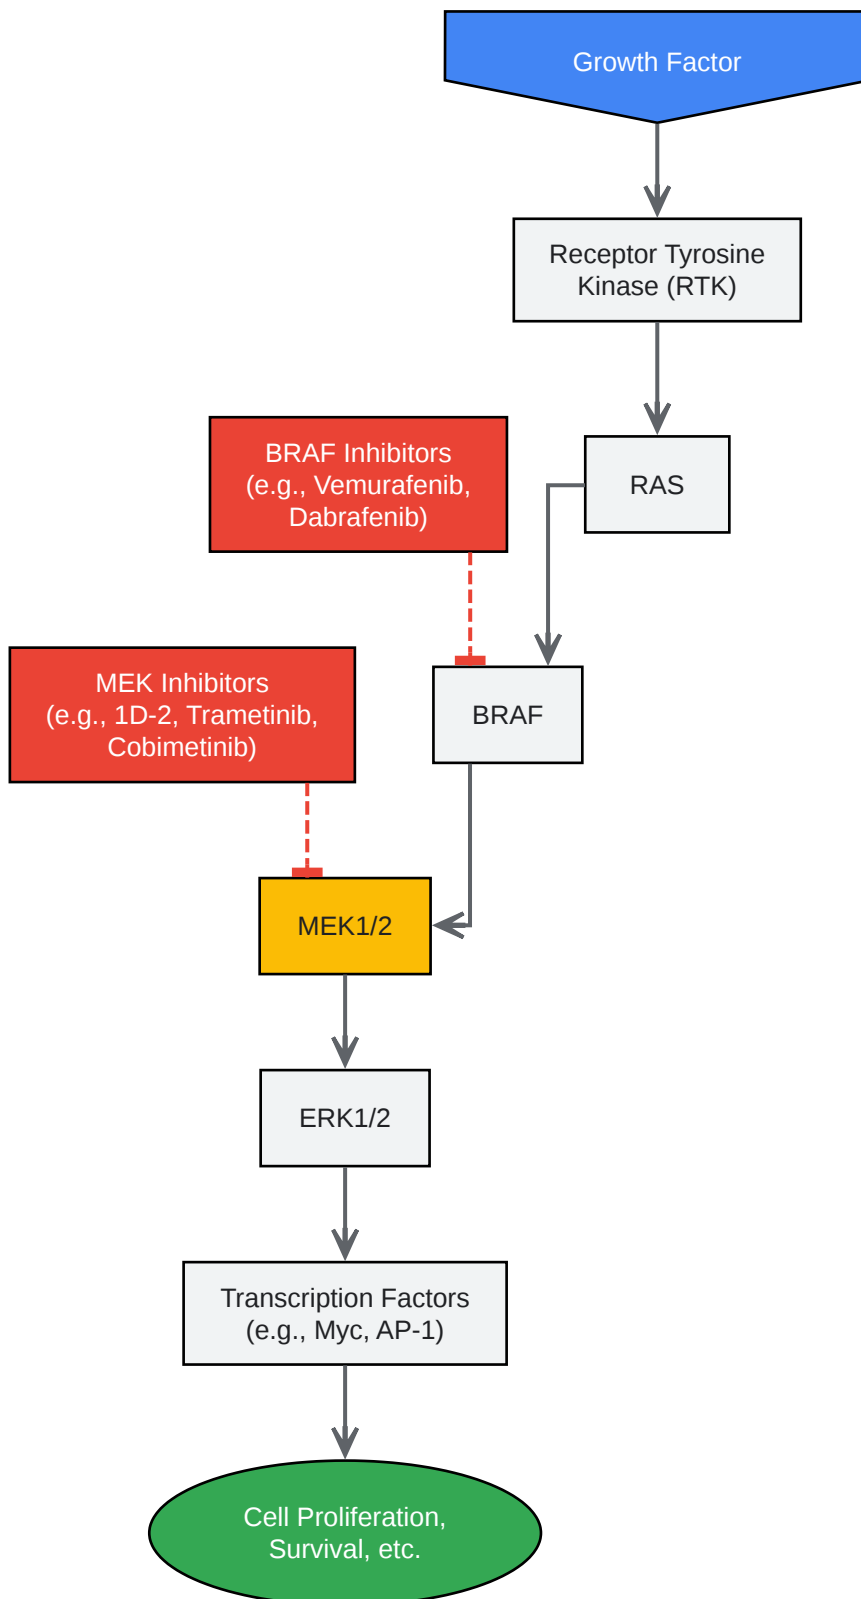 Growth Factor
Receptor Tyrosine
Kinase (RTK)
BRAF Inhibitors
(e.g., Vemurafenib,
Dabrafenib)
RAS
MEK Inhibitors
(e.g., 1D-2, Trametinib,
Cobimetinib)
BRAF
MEK1/2
ERK1/2
Transcription Factors
(e.g., Myc, AP-1)
Cell Proliferation,
Survival, etc.